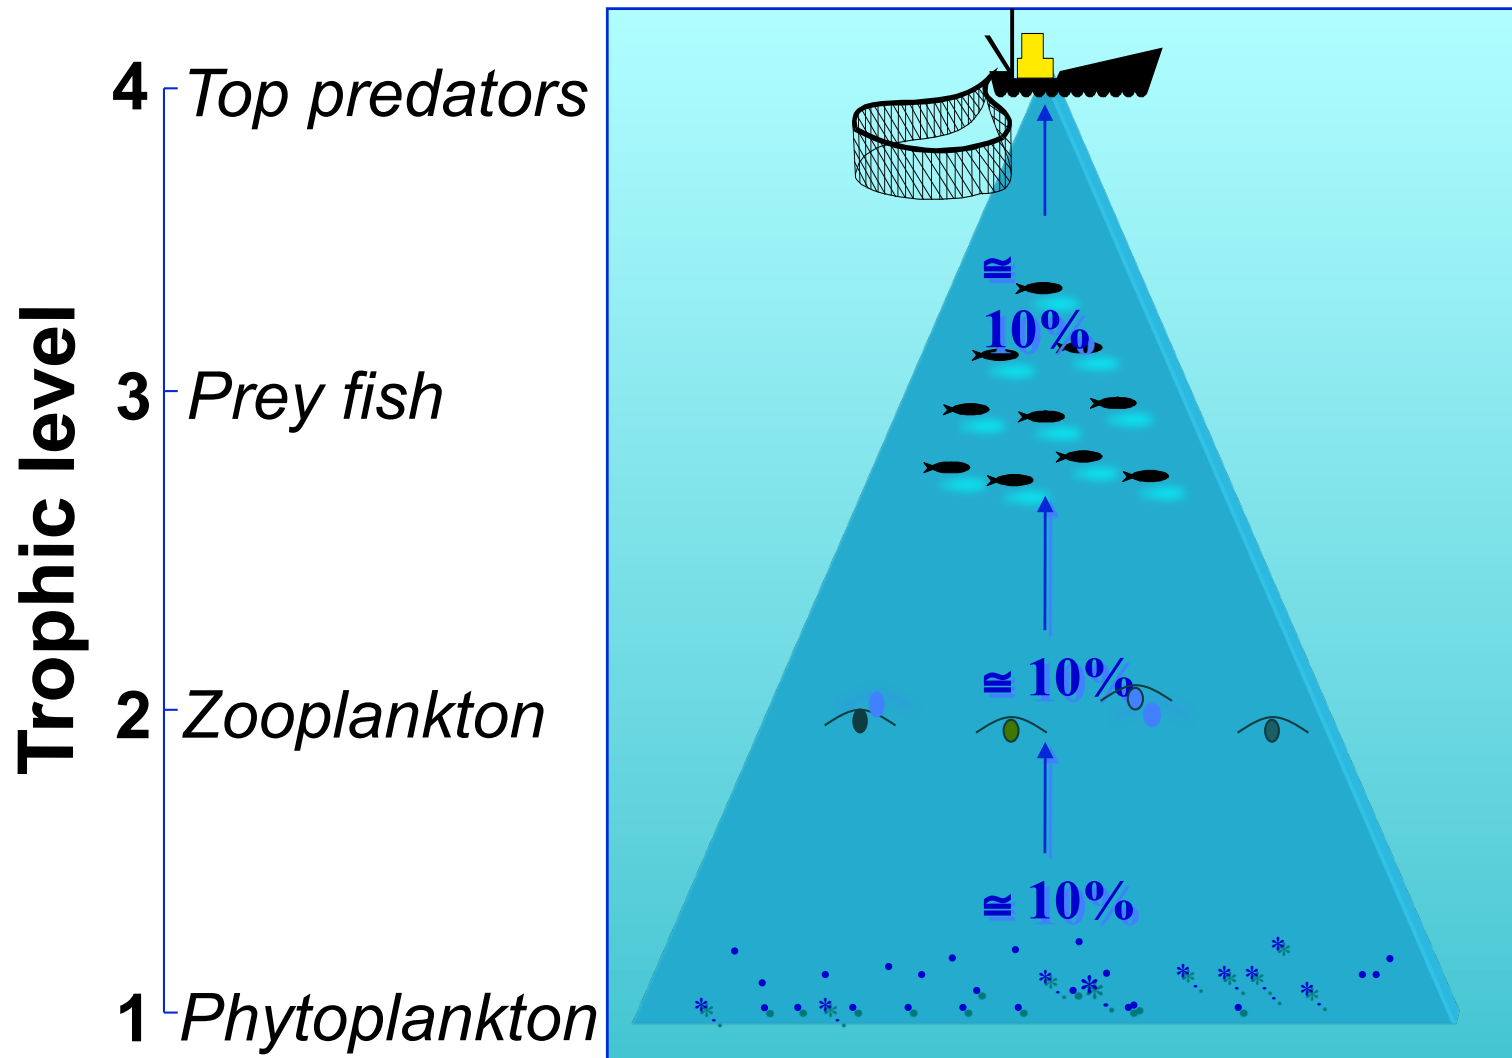 Trophic level
4 Top predators
3 Prey fish
2 Zooplankton
1 Phytoplankton
≅
10%
≅ 10%
≅ 10%